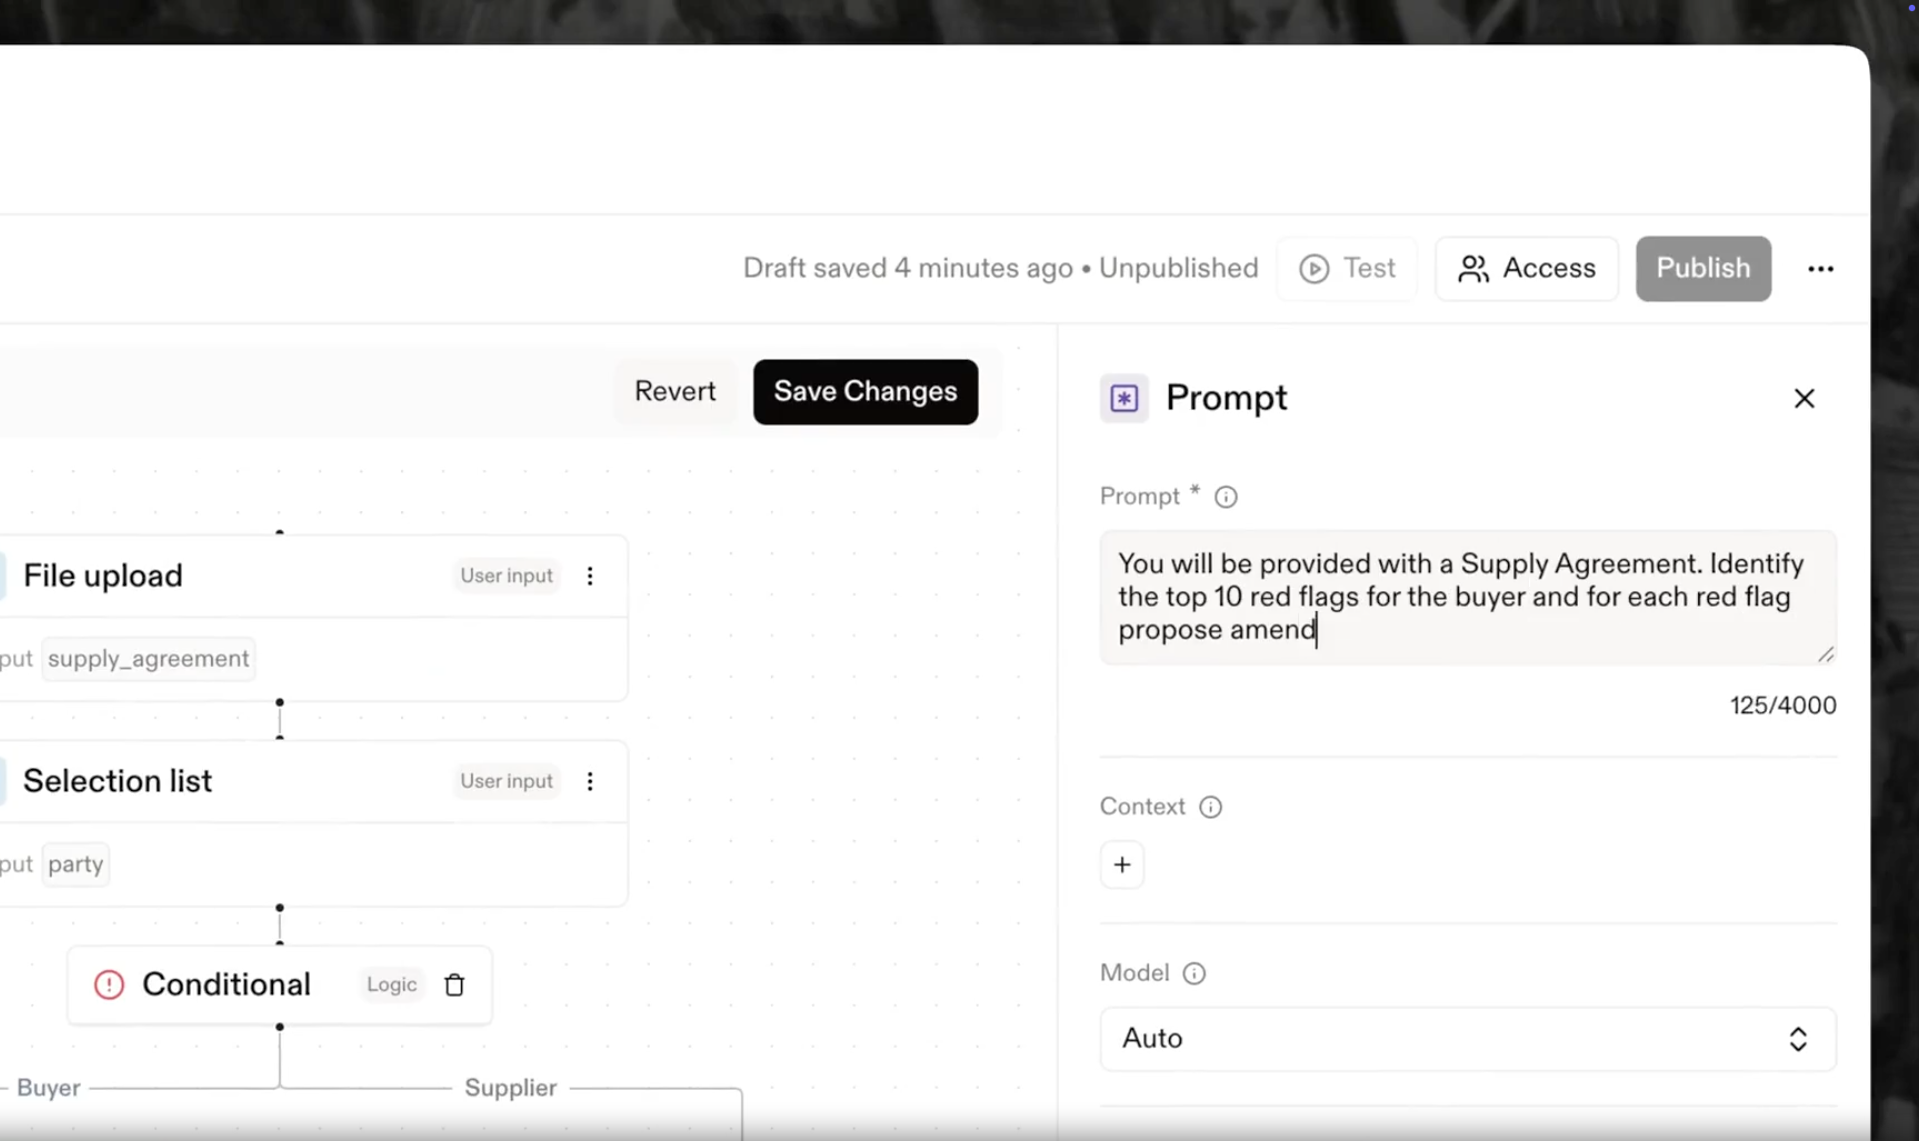 Draft saved 4 minutes ago • Unpublished
Test
Access
Publish
Revert
Save Changes
File upload
User input
put supply_agreement
Selection list
User input
put party
Conditional
Logic
Buyer
Supplier
Prompt
Prompt *
You will be provided with a Supply Agreement. Identify
the top 10 red flags for the buyer and for each red flag
propose amend
125/4000
Context
Model
Auto